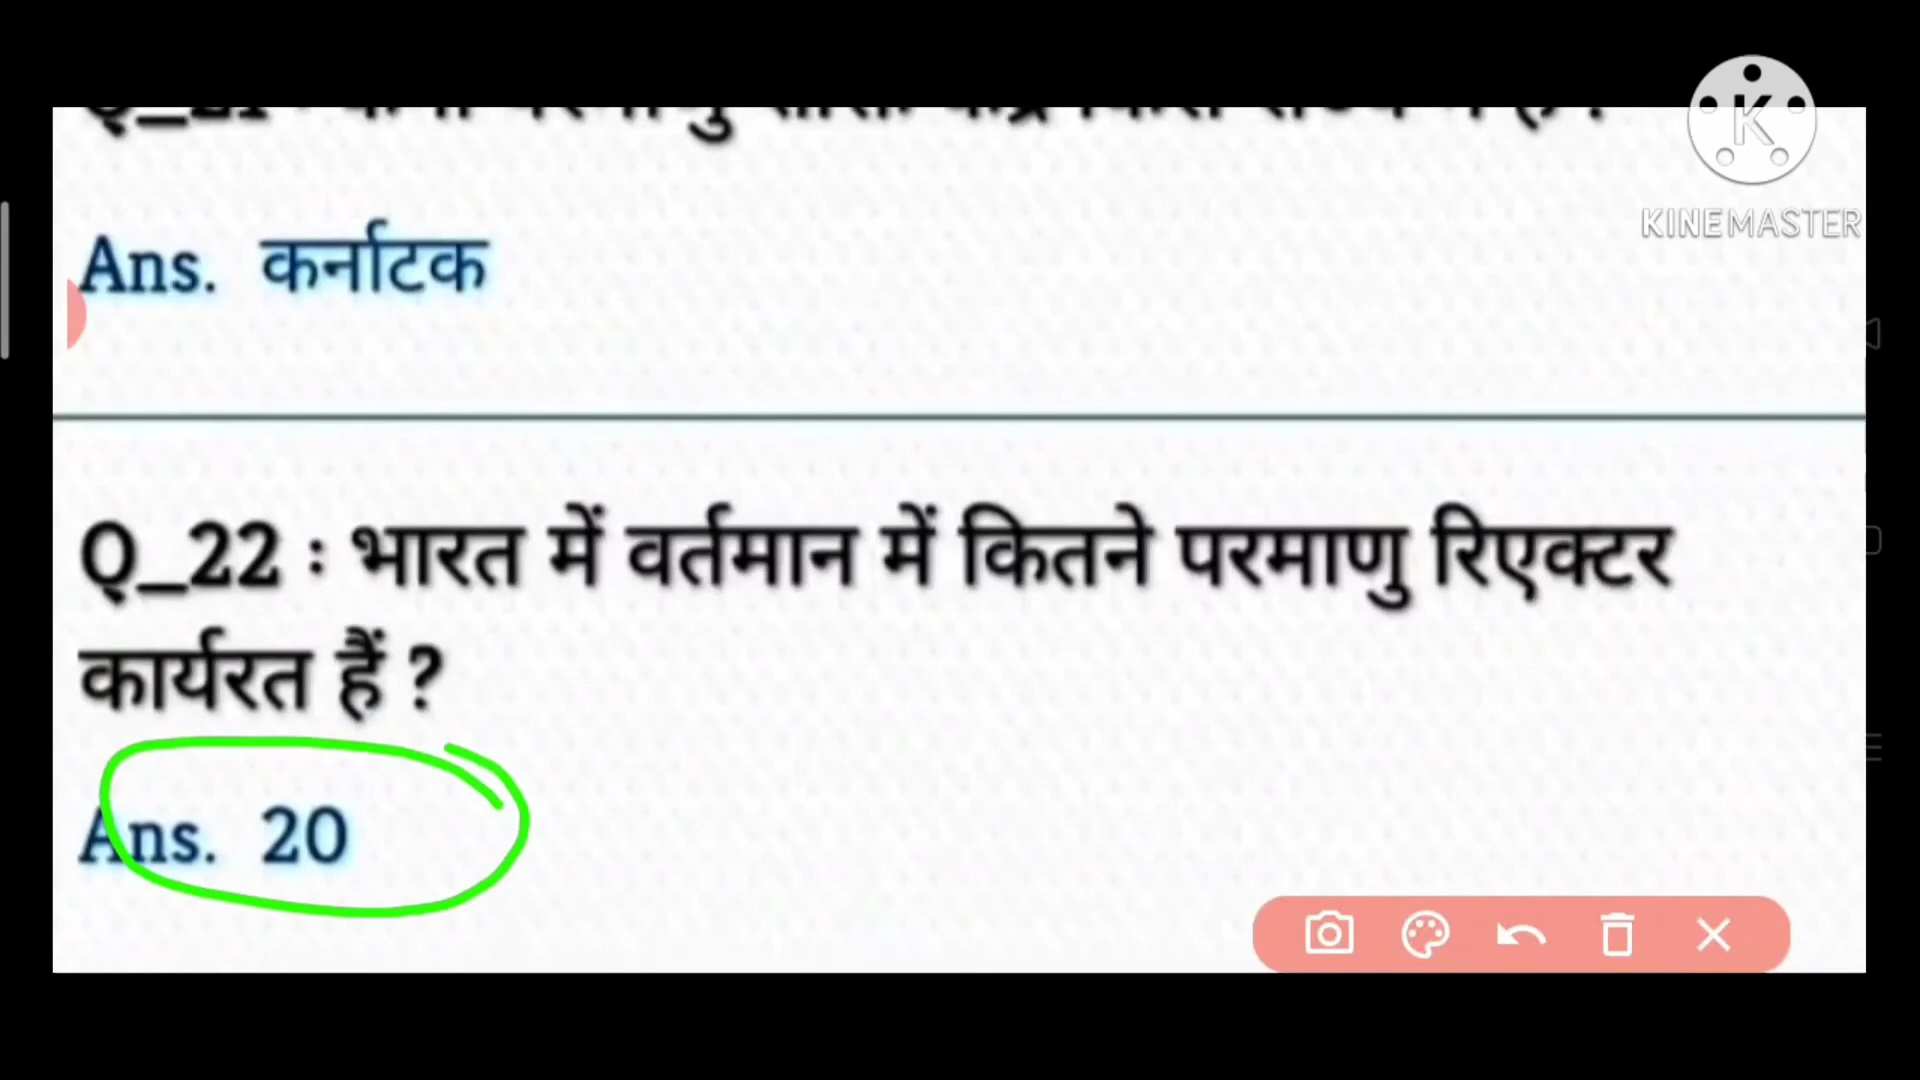 KINEMASTER
Ans. कर्नाटक
Q_22 : भारत में वर्तमान में कितने परमाणु रिएक्टर
कार्यरत हैं ?
Ans. 20